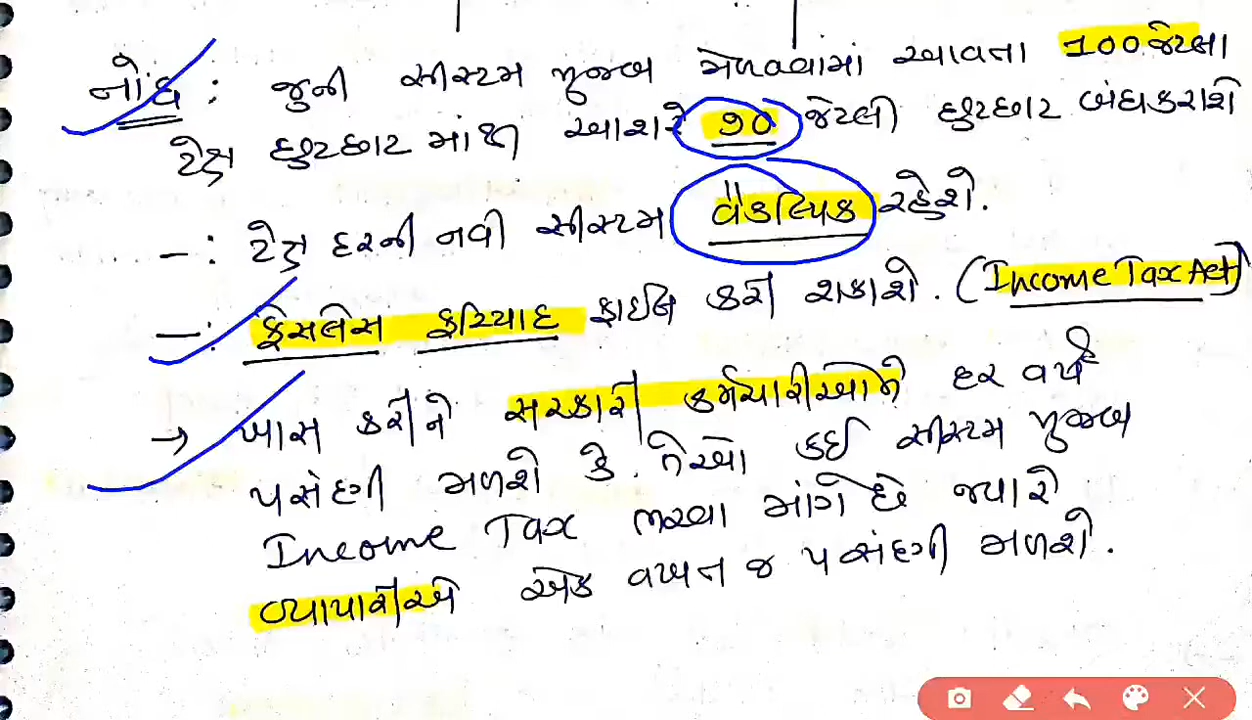 નોંધ : જુની સીસ્ટમ મુજબ મેળવવામાં આવતા 100 જેટલા
ટેક્ષ છુટછાટ માંથી આશરે ૭૦ જેટલી છુટછાટ બંધ કરાશે
-: ટેક્ષ દરની નવી સીસ્ટમ "વૈકલ્પિક રહેશે.
-: ફેસલેસ ફરિયાદ ફાઈલ કરી શકાશે. (Income Tax Act)
→ ખાસ કરીને સરકારી કર્મચારીઓને દર વર્ષે
પસંદગી મળશે કે તેઓ કઈ સીસ્ટમ મુજબ
Income Tax ભરવા માંગે છે જ્યારે
વ્યાપારીએ એક વખત જ પસંદગી મળશે.